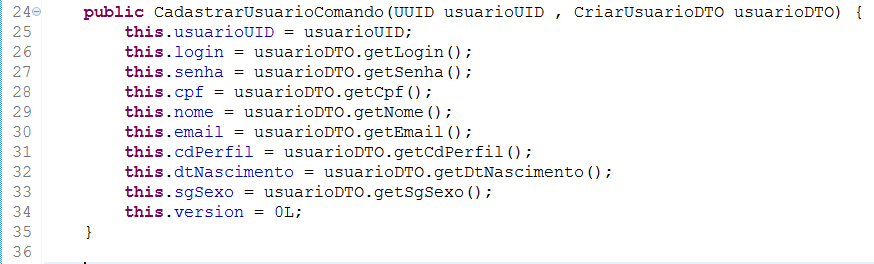 24 public CadastrarUsuarioComando(UUID usuarioUID , CriarUsuarioDTO usuarioDTO) {
25 this.usuarioUID = usuarioUID;
26 this.login = usuarioDTO.getLogin();
27 this.senha = usuarioDTO.getSenha();
28 this.cpf = usuarioDTO.getCpf();
29 this.nome = usuarioDTO.getNome();
30 this.email = usuarioDTO.getEmail();
31 this.cdPerfil = usuarioDTO.getCdPerfil();
32 this.dtNascimento = usuarioDTO.getDtNascimento();
33 this.sgSexo = usuarioDTO.getSgSexo();
34 this.version = 0L;
35 }
36